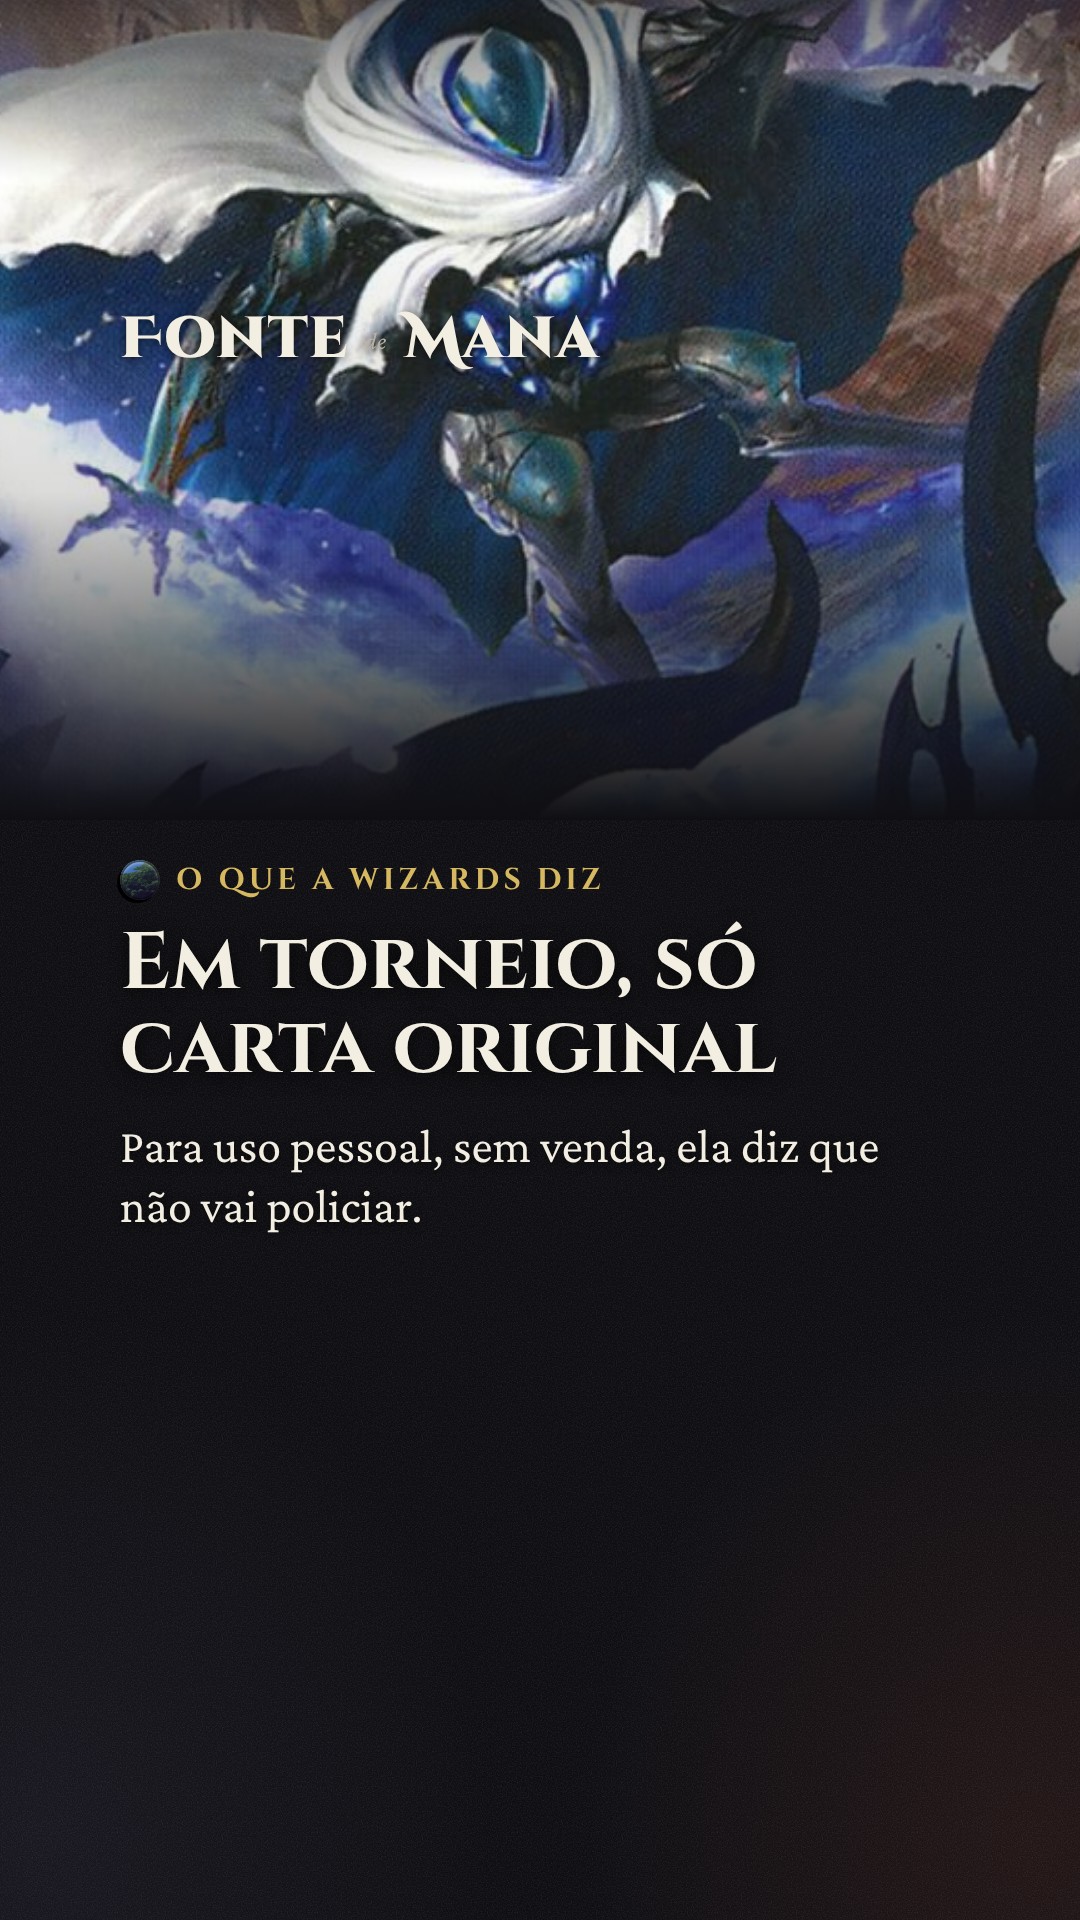 Fonte de Mana
O que a Wizards diz
Em torneio, só
carta original
Para uso pessoal, sem venda, ela diz que
não vai policiar.